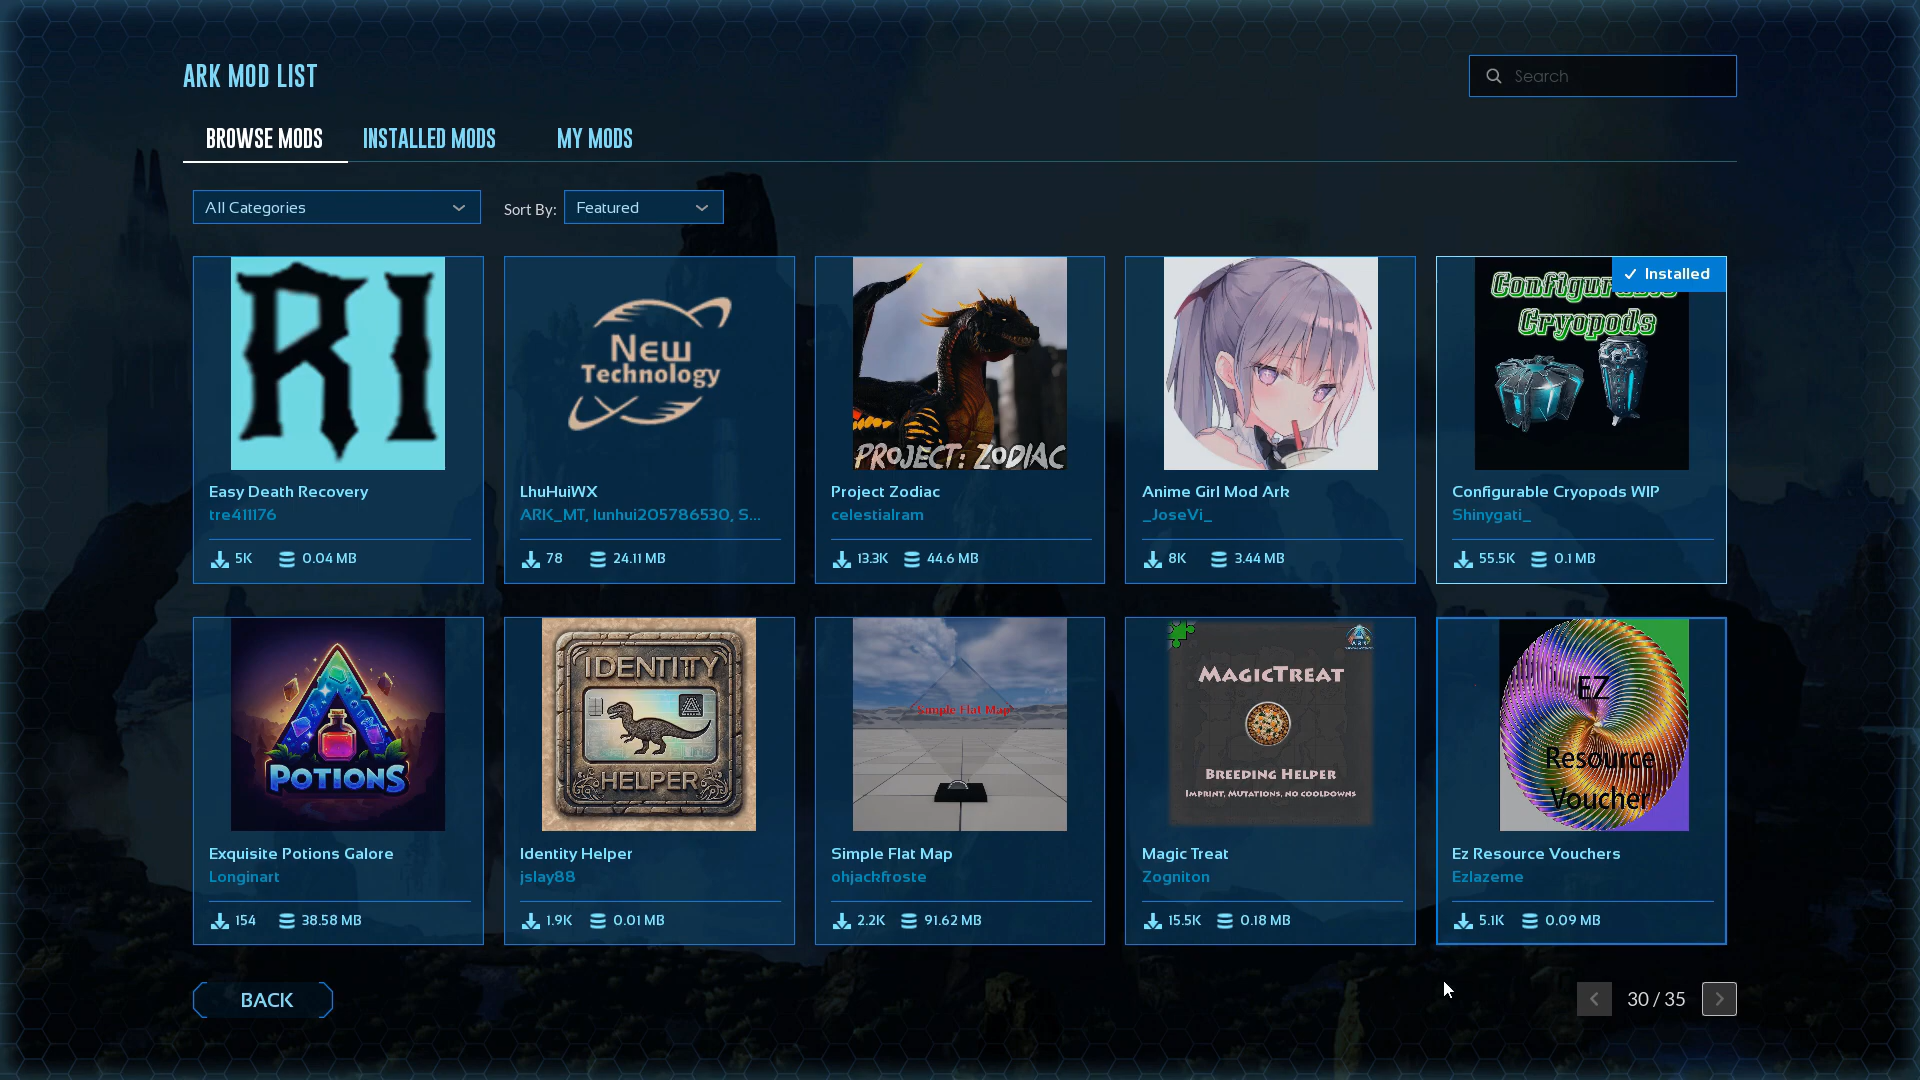 ARK MOD LIST
Search
BROWSE MODS
INSTALLED MODS
MY MODS
All Categories
Sort By:
Featured
RI
New
Technology
PROJECT: ZODIAC
Installed
Cryopods
Easy Death Recovery
tre411176
5K
0.04 MB
LhuHuiWX
ARK_MT, lunhui205786530, S...
78
24.11 MB
Project Zodiac
celestialram
13.3K
44.6 MB
Anime Girl Mod Ark
_JoseVi_
8K
3.44 MB
Configurable Cryopods WIP
Shinygati_
55.5K
0.1 MB
POTIONS
IDENTITY
HELPER
Simple Flat Map
ARK
MAGICTREAT
BREEDING HELPER
IMPRINT, MUTATIONS, NO COOLDOWNS
EZ
Resource
Voucher
Exquisite Potions Galore
Longinart
154
38.58 MB
Identity Helper
jslay88
1.9K
0.01 MB
Simple Flat Map
ohjackfroste
2.2K
91.62 MB
Magic Treat
Zogniton
15.5K
0.18 MB
Ez Resource Vouchers
Ezlazeme
5.1K
0.09 MB
BACK
30 / 35